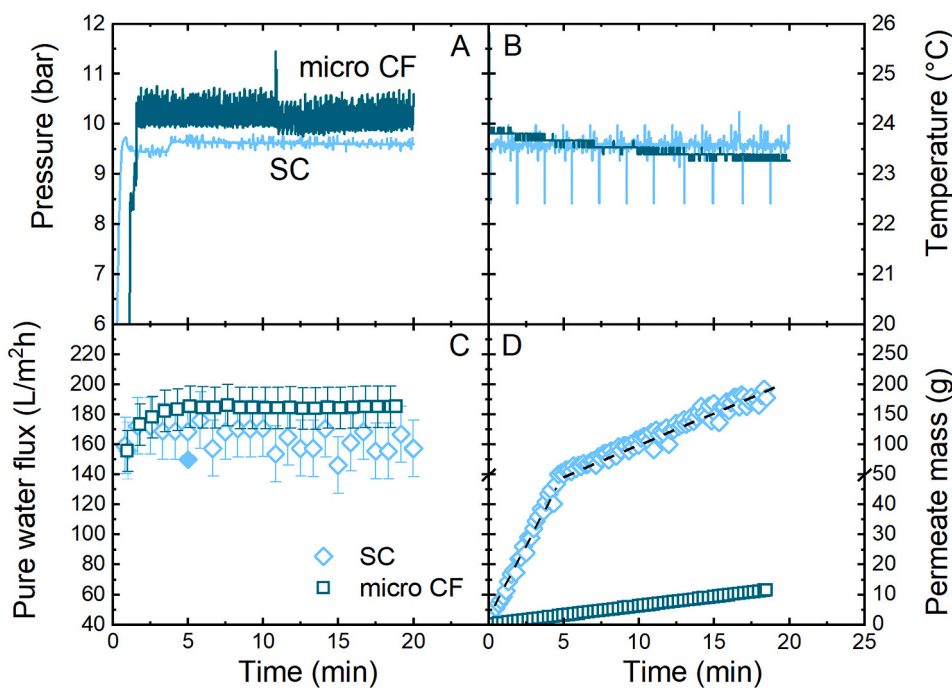 Pressure (bar)
12
11
10
9
8
7
6
A
micro CF
SC
B
26
25
24
23
22
21
20
Temperature (°C)
Pure water flux (L/m²h)
220
200
180
160
140
120
100
80
60
40
C
SC
micro CF
0 5 10 15 20
Time (min)
D
250
200
150
100
50
40
30
20
10
0
Permeate mass (g)
0 5 10 15 20 25
Time (min)